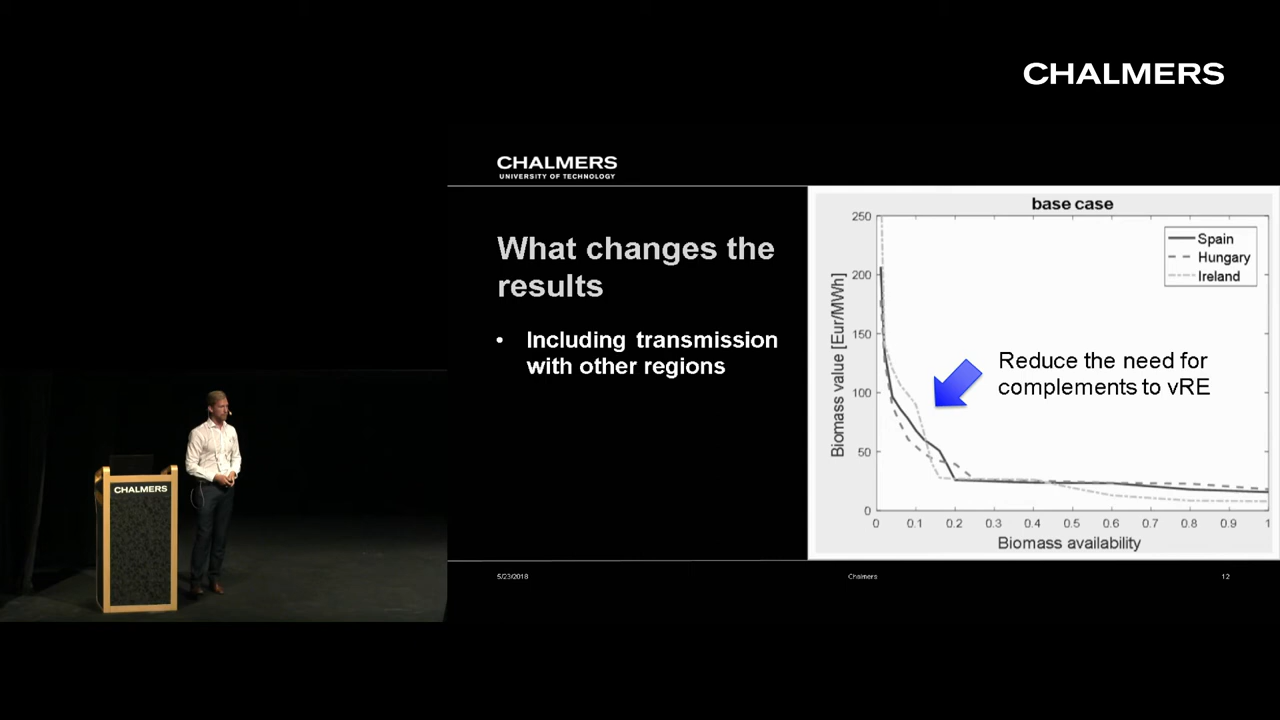 CHALMERS
CHALMERS
UNIVERSITY OF TECHNOLOGY
What changes the
results
• Including transmission
with other regions
base case
Spain
Hungary
Ireland
Reduce the need for
complements to vRE
Biomass value [Eur/MWh]
250
200
150
100
50
0
0 0.1 0.2 0.3 0.4 0.5 0.6 0.7 0.8 0.9 1
Biomass availability
CHALMERS
5/23/2018 Chalmers 12